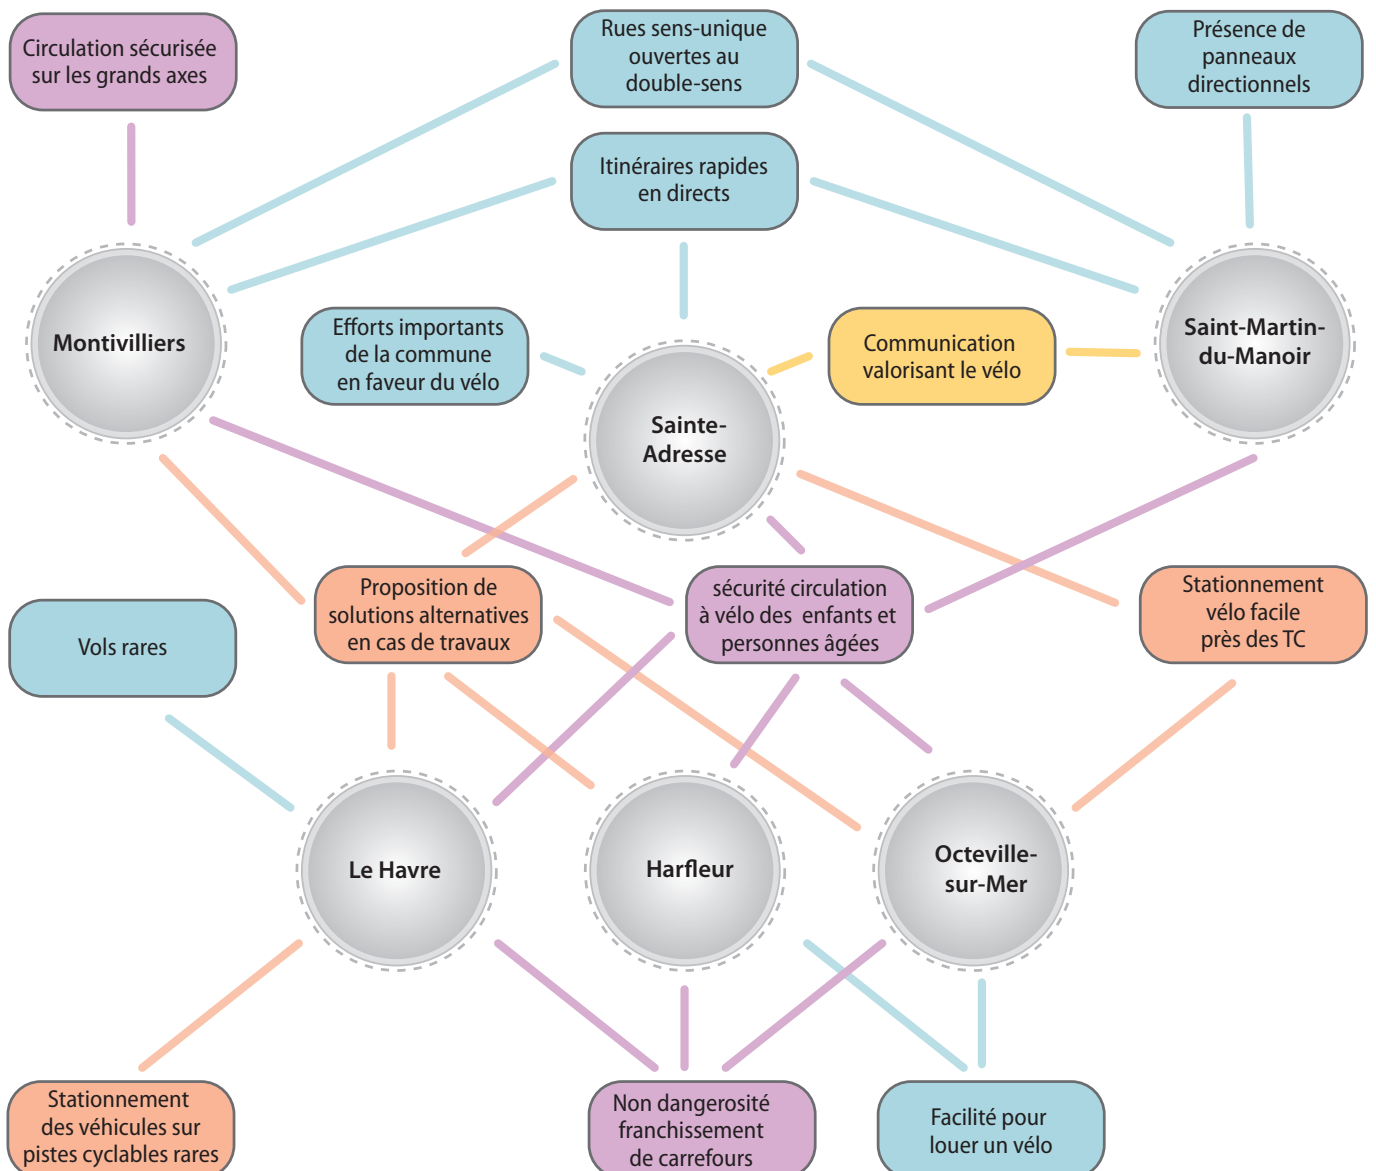 Circulation sécurisée
sur les grands axes
Rues sens-unique
ouvertes au
double-sens
Présence de
panneaux
directionnels
Itinéraires rapides
en directs
Montivilliers
Efforts importants
de la commune
en faveur du vélo
Communication
valorisant le vélo
Saint-Martin-
du-Manoir
Sainte-
Adresse
Vols rares
Proposition de
solutions alternatives
en cas de travaux
sécurité circulation
à vélo des enfants et
personnes âgées
Stationnement
vélo facile
près des TC
Le Havre
Harfleur
Octeville-
sur-Mer
Stationnement
des véhicules sur
pistes cyclables rares
Non dangerosité
franchissement
de carrefours
Facilité pour
louer un vélo